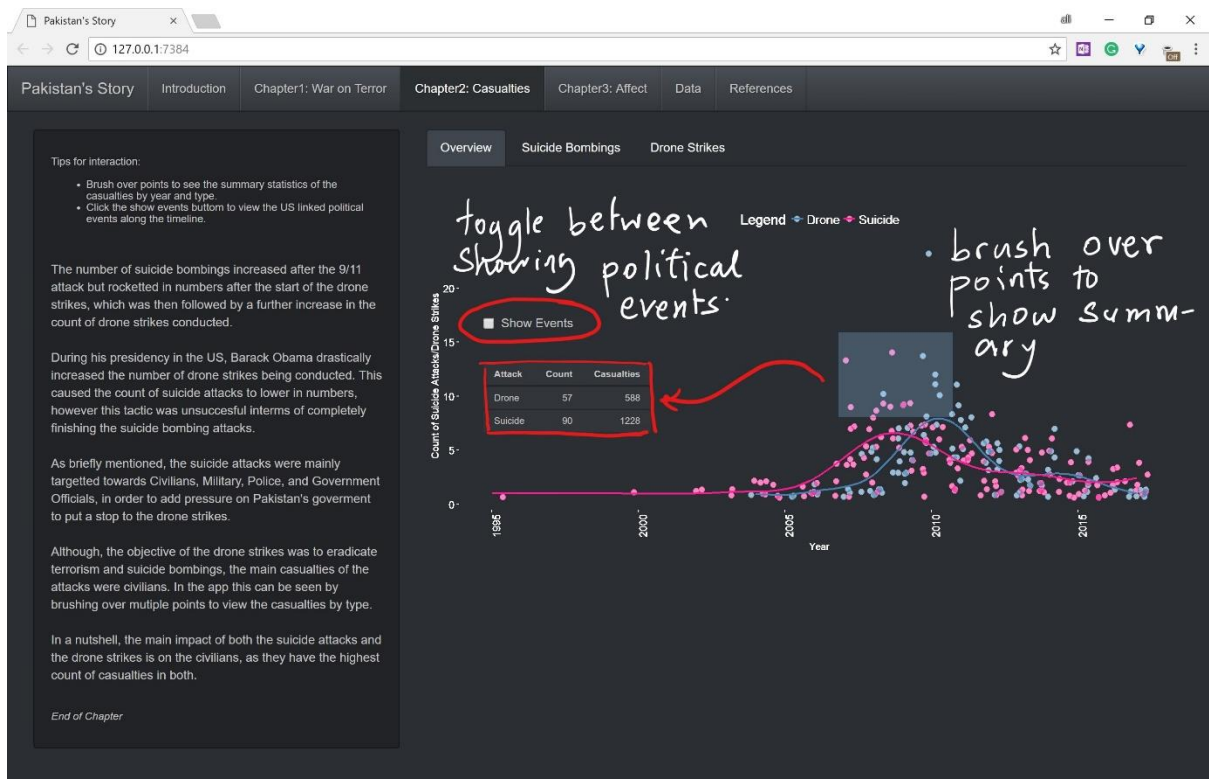 Pakistan's Story
127.0.0.1:7384
Off
Pakistan's Story Introduction Chapter1: War on Terror Chapter2: Casualties Chapter3: Affect Data References
Tips for interaction:
• Brush over points to see the summary statistics of the
casualties by year and type.
• Click the show events buttom to view the US linked political
events along the timeline.
The number of suicide bombings increased after the 9/11
attack but rocketted in numbers after the start of the drone
strikes, which was then followed by a further increase in the
count of drone strikes conducted.
During his presidency in the US, Barack Obama drastically
increased the number of drone strikes being conducted. This
caused the count of suicide attacks to lower in numbers,
however this tactic was unsuccesful interms of completely
finishing the suicide bombing attacks.
As briefly mentioned, the suicide attacks were mainly
targetted towards Civilians, Military, Police, and Government
Officials, in order to add pressure on Pakistan's goverment
to put a stop to the drone strikes.
Although, the objective of the drone strikes was to eradicate
terrorism and suicide bombings, the main casualties of the
attacks were civilians. In the app this can be seen by
brushing over mutiple points to view the casualties by type.
In a nutshell, the main impact of both the suicide attacks and
the drone strikes is on the civilians, as they have the highest
count of casualties in both.
End of Chapter
Overview Suicide Bombings Drone Strikes
toggle between
showing political
events.
Legend Drone Suicide
brush over
points to
show summ-
ary
Show Events
Attack Count Casualties
Drone 57 588
Suicide 90 1228
Count of Suicide Attacks/Drone Strikes
20
15
10
5
0
1995 2000 2005 2010 2015
Year